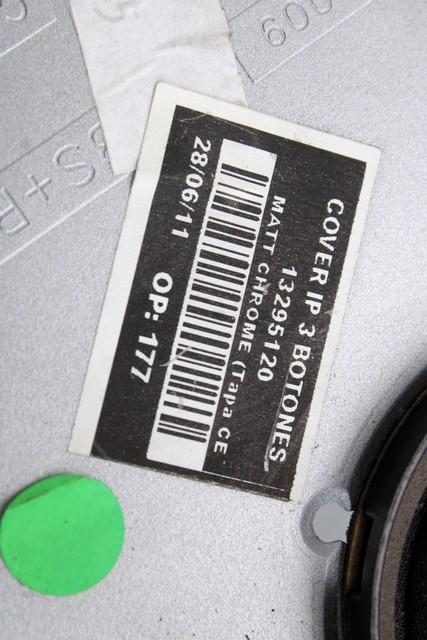 COVER IP 3 BOTONES
13295120
MATT CHROME (Tapa CE
28/06/11
OP: 177